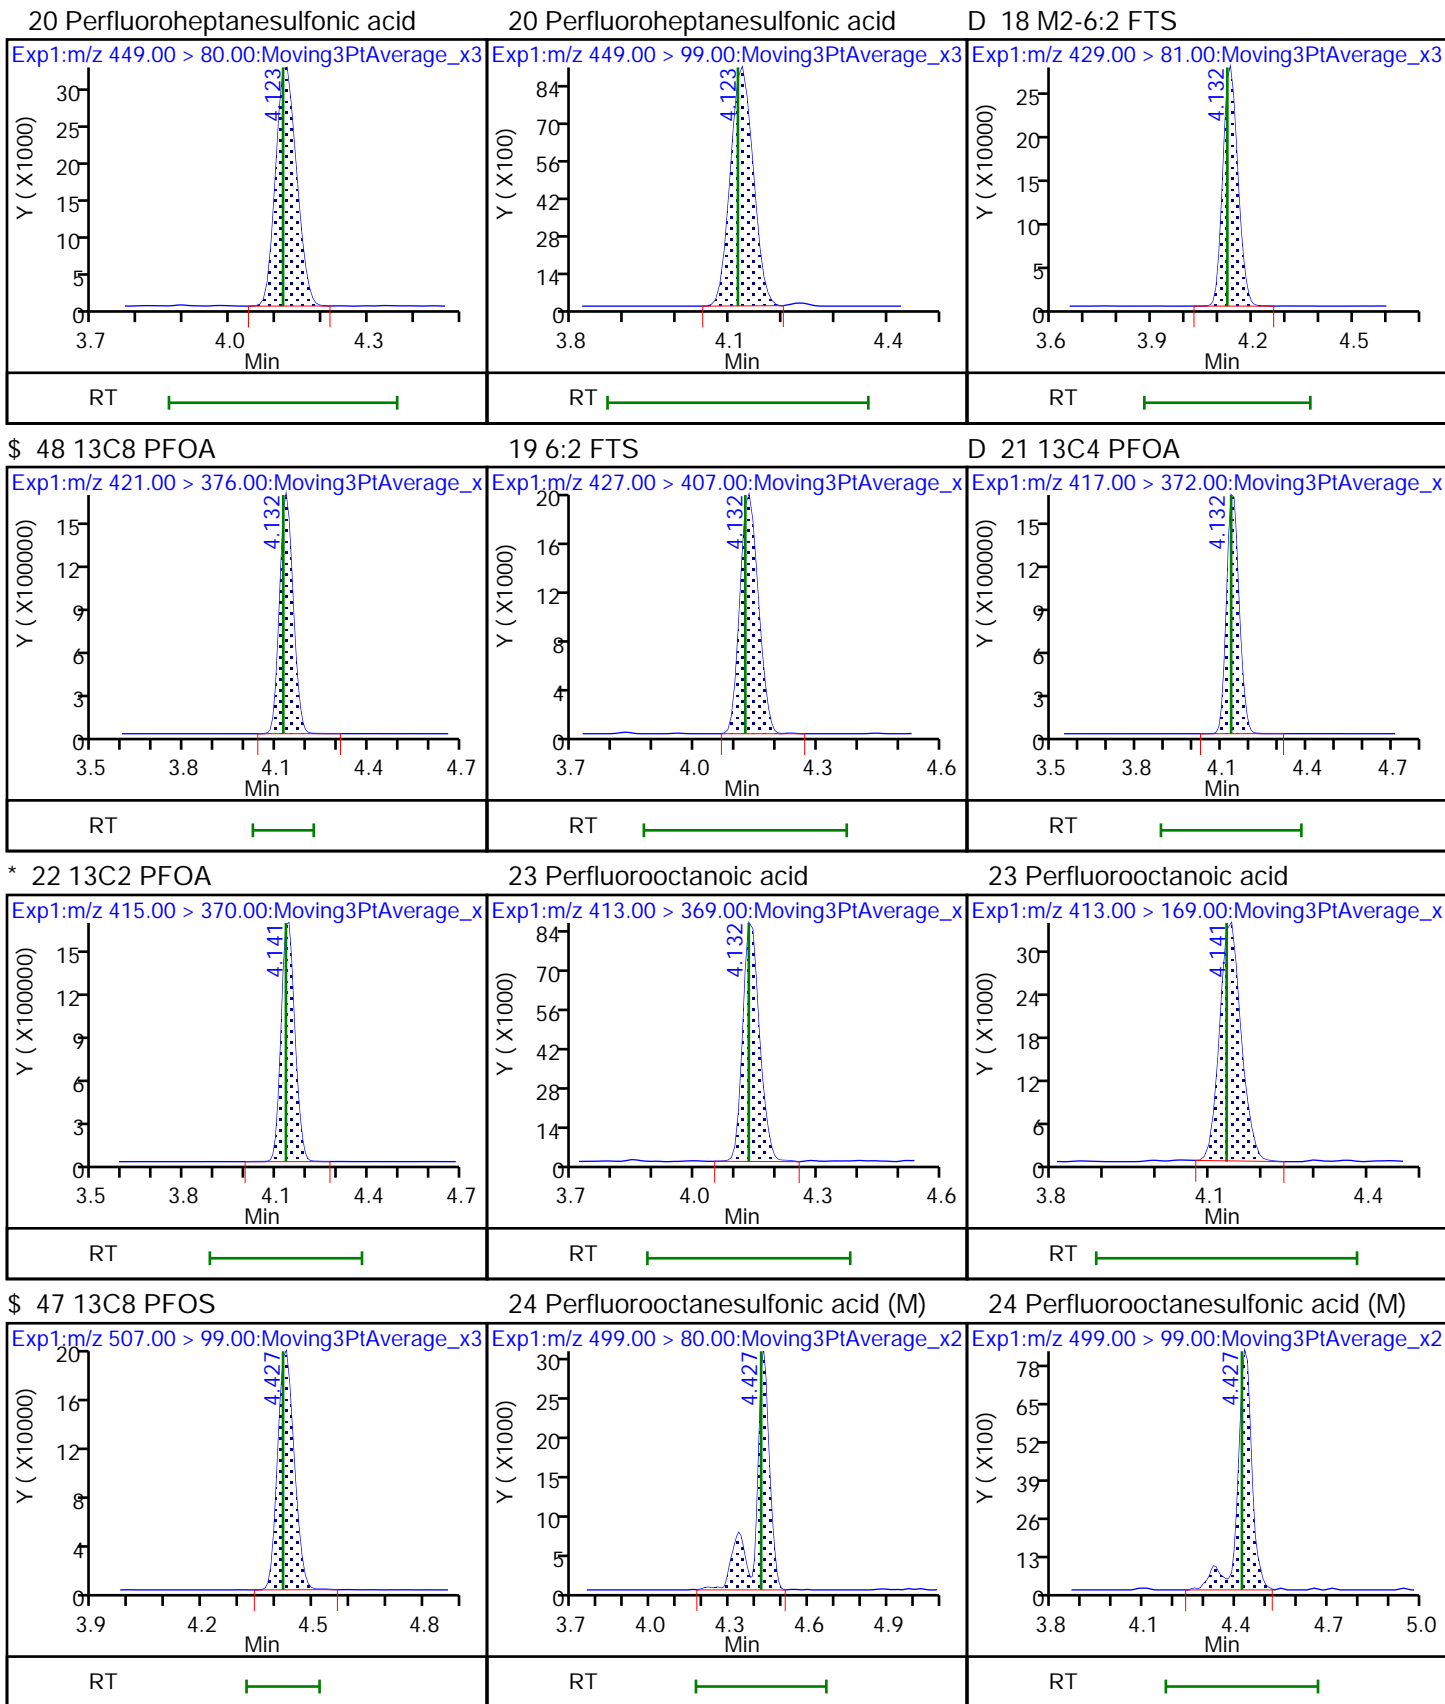 20 Perfluoroheptanesulfonic acid
Exp1:m/z 449.00 > 80.00:Moving3PtAverage_x3
4.123
Y ( X10000)
30
25
20
15
10
5
0
3.7 4.0 4.3
Min
RT
20 Perfluoroheptanesulfonic acid
Exp1:m/z 449.00 > 99.00:Moving3PtAverage_x3
4.123
Y ( X100)
84
70
56
42
28
14
0
3.8 4.1 4.4
Min
RT
D 18 M2-6:2 FTS
Exp1:m/z 429.00 > 81.00:Moving3PtAverage_x3
4.132
Y ( X10000)
25
20
15
10
5
0
3.6 3.9 4.2 4.5
Min
RT
$ 48 13C8 PFOA
Exp1:m/z 421.00 > 376.00:Moving3PtAverage_x
4.132
Y ( X100000)
15
12
9
6
3
0
3.5 3.8 4.1 4.4 4.7
Min
RT
19 6:2 FTS
Exp1:m/z 427.00 > 407.00:Moving3PtAverage_x
4.132
Y ( X1000)
20
16
12
8
4
0
3.7 4.0 4.3 4.6
Min
RT
D 21 13C4 PFOA
Exp1:m/z 417.00 > 372.00:Moving3PtAverage_x
4.132
Y ( X100000)
15
12
9
6
3
0
3.5 3.8 4.1 4.4 4.7
Min
RT
* 22 13C2 PFOA
Exp1:m/z 415.00 > 370.00:Moving3PtAverage_x
4.141
Y ( X100000)
15
12
9
6
3
0
3.5 3.8 4.1 4.4 4.7
Min
RT
23 Perfluorooctanoic acid
Exp1:m/z 413.00 > 369.00:Moving3PtAverage_x
4.132
Y ( X1000)
84
70
56
42
28
14
0
3.7 4.0 4.3 4.6
Min
RT
23 Perfluorooctanoic acid
Exp1:m/z 413.00 > 169.00:Moving3PtAverage_x
4.141
Y ( X1000)
30
24
18
12
6
0
3.8 4.1 4.4
Min
RT
$ 47 13C8 PFOS
Exp1:m/z 507.00 > 99.00:Moving3PtAverage_x3
4.427
Y ( X10000)
20
16
12
8
4
0
3.9 4.2 4.5 4.8
Min
RT
24 Perfluorooctanesulfonic acid (M)
Exp1:m/z 499.00 > 80.00:Moving3PtAverage_x2
4.427
Y ( X1000)
30
25
20
15
10
5
0
3.7 4.0 4.3 4.6 4.9
Min
RT
24 Perfluorooctanesulfonic acid (M)
Exp1:m/z 499.00 > 99.00:Moving3PtAverage_x2
4.427
Y ( X100)
78
65
52
39
26
13
0
3.8 4.1 4.4 4.7 5.0
Min
RT